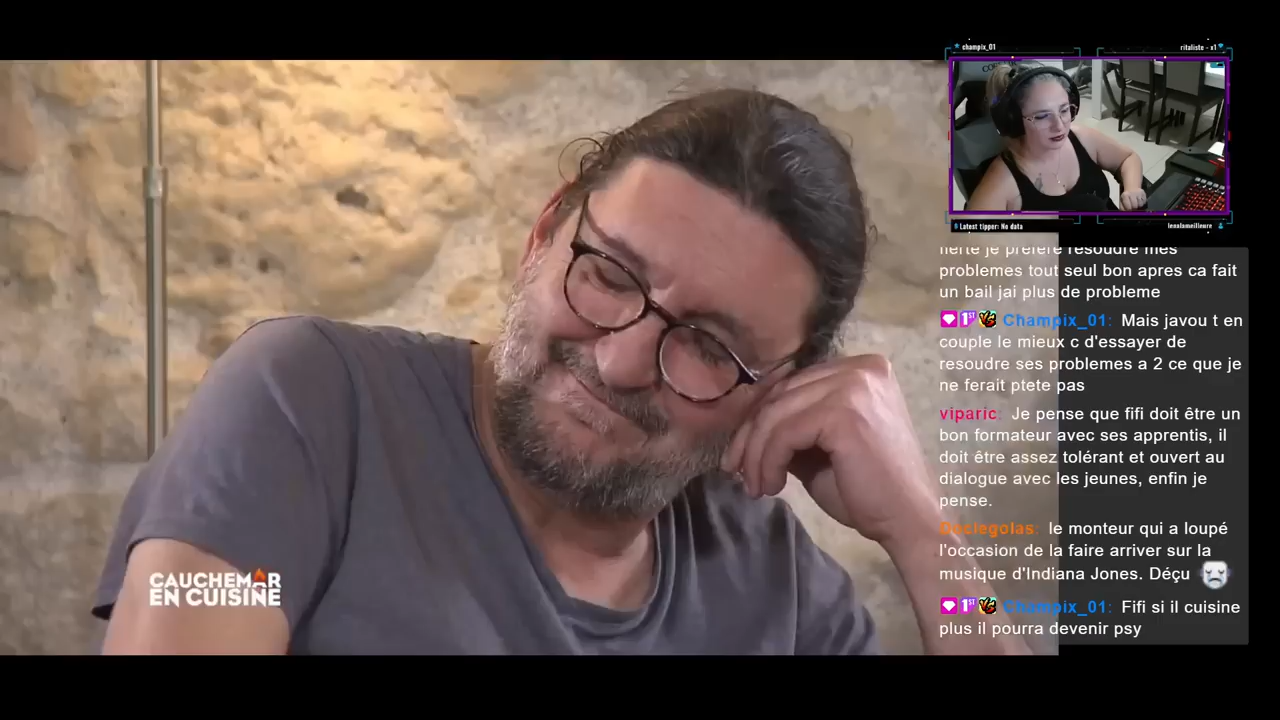 champix_01
ritaliste - x1
Latest tipper: No data
lenalameilleure
fierté je préfère résoudre mes
problemes tout seul bon apres ca fait
un bail jai plus de probleme
Champix_01: Mais javou t en
couple le mieux c d'essayer de
resoudre ses problemes a 2 ce que je
ne ferait ptete pas
viparic: Je pense que fifi doit être un
bon formateur avec ses apprentis, il
doit être assez tolérant et ouvert au
dialogue avec les jeunes, enfin je
pense.
Doclegolas: le monteur qui a loupé
l'occasion de la faire arriver sur la
musique d'Indiana Jones. Déçu
Champix_01: Fifi si il cuisine
plus il pourra devenir psy
CAUCHEMAR
EN CUISINE